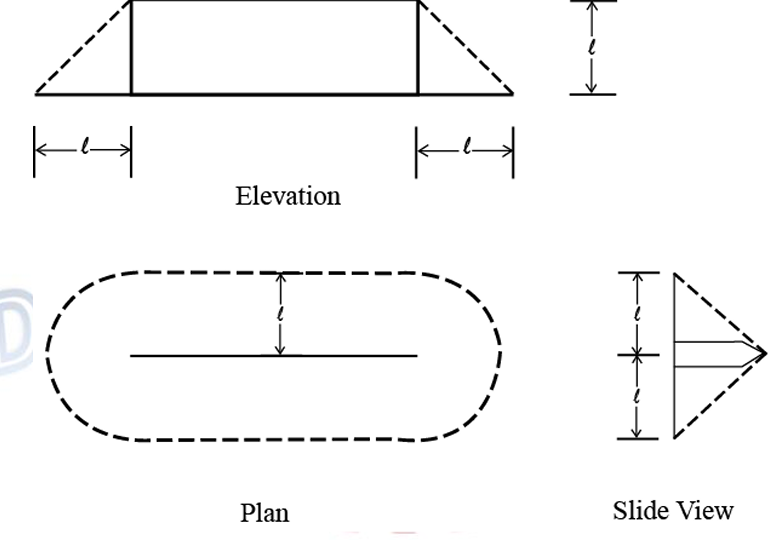 ℓ
ℓ
ℓ
Elevation
ℓ
ℓ
ℓ
Plan
Slide View